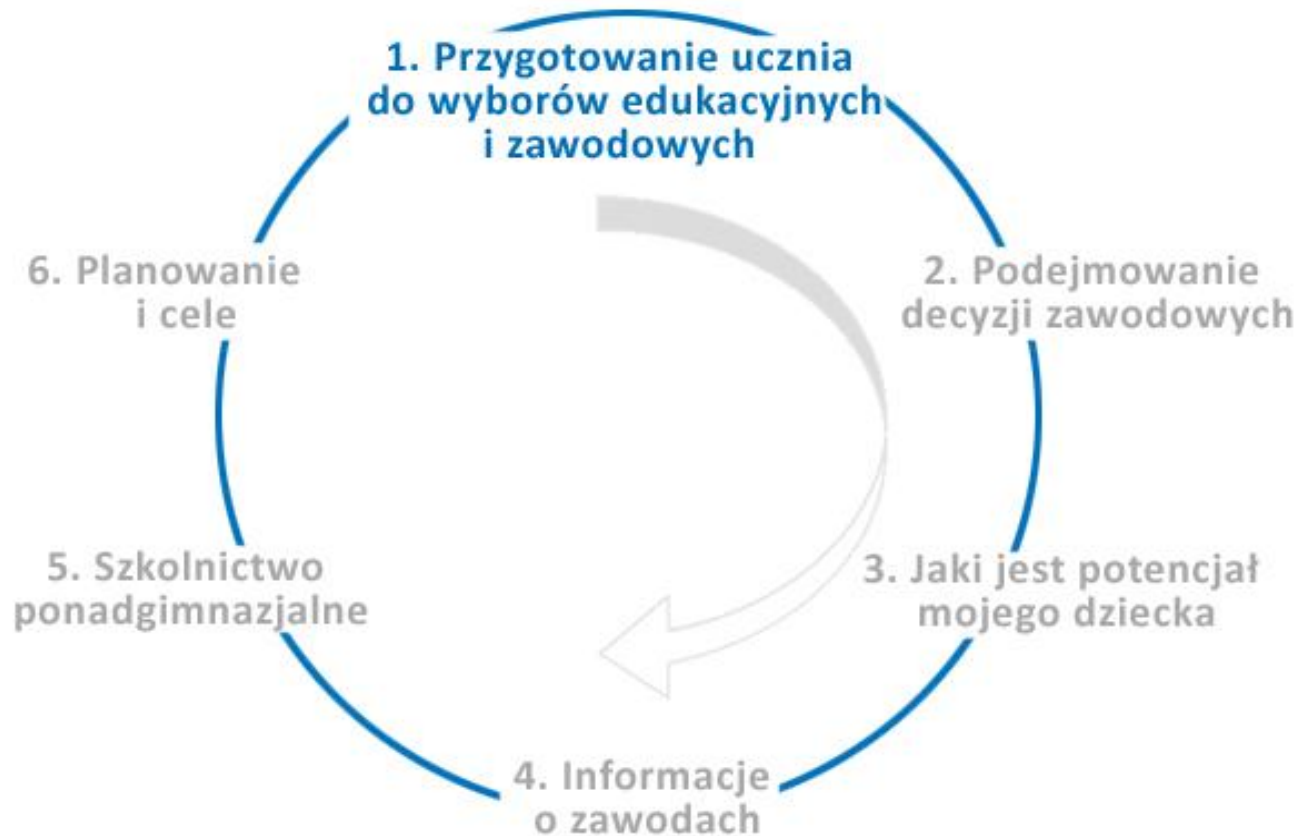 1. Przygotowanie ucznia
do wyborów edukacyjnych
i zawodowych
2. Podejmowanie
decyzji zawodowych
3. Jaki jest potencjał
mojego dziecka
4. Informacje
o zawodach
5. Szkolnictwo
ponadgimnazjalne
6. Planowanie
i cele